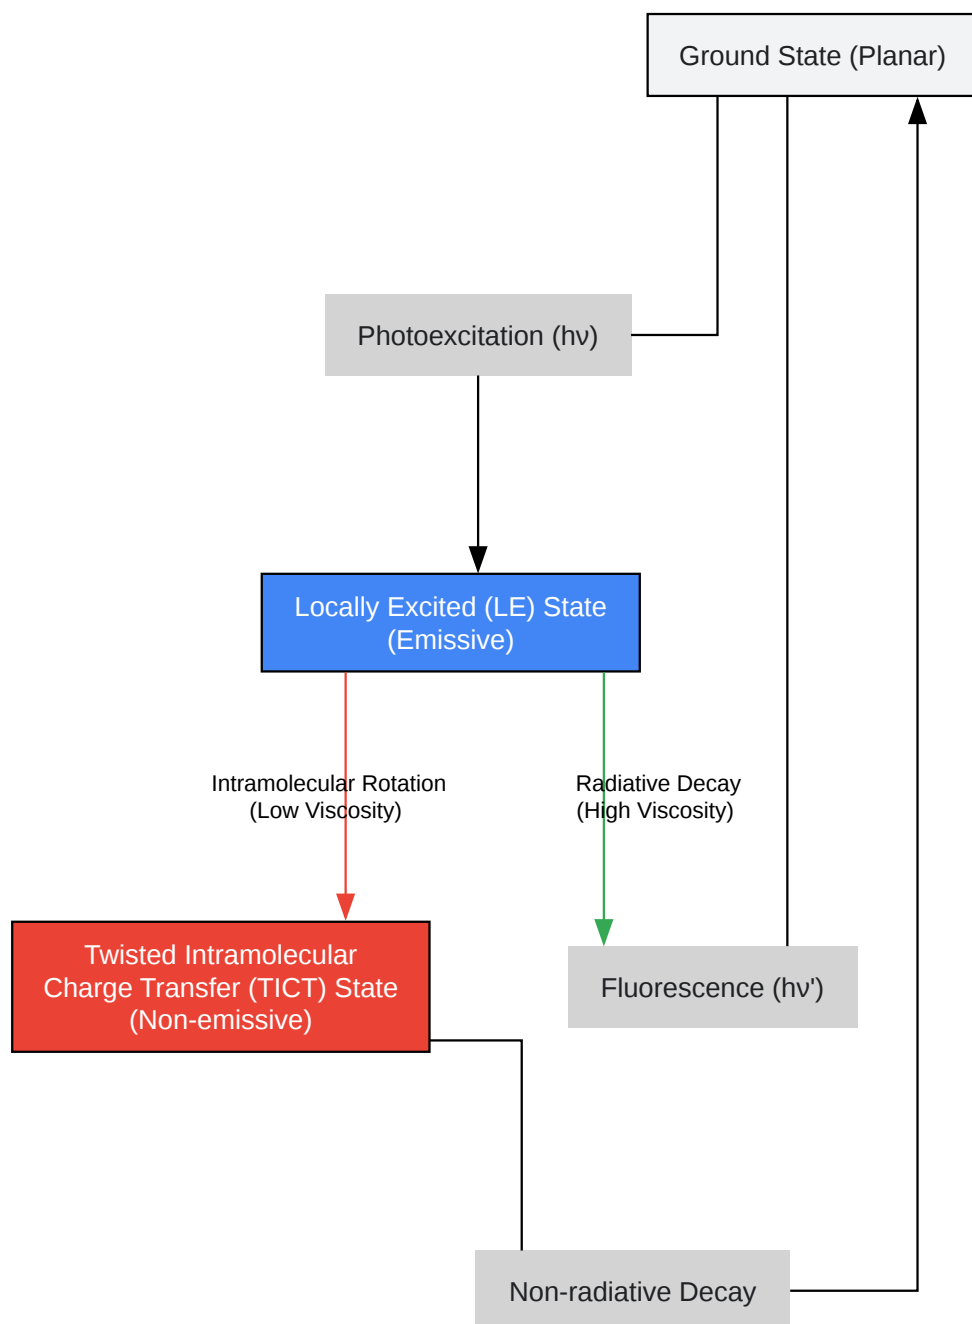 Ground State (Planar)
Photoexcitation (hν)
Locally Excited (LE) State
(Emissive)
Intramolecular Rotation
(Low Viscosity)
Radiative Decay
(High Viscosity)
Twisted Intramolecular
Charge Transfer (TICT) State
(Non-emissive)
Fluorescence (hν')
Non-radiative Decay